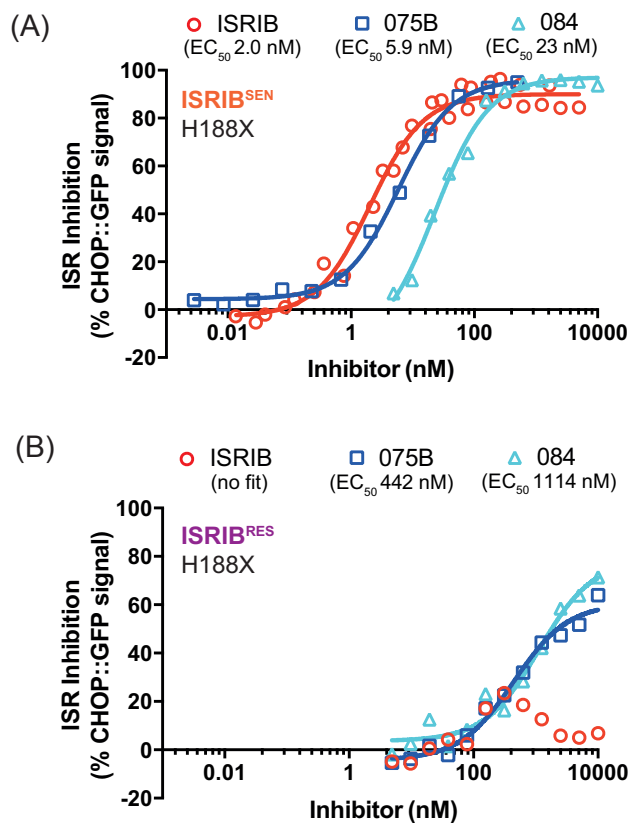 (A)
ISRIB 075B 084
(EC50 2.0 nM) (EC50 5.9 nM) (EC50 23 nM)
100
80
60
40
20
0
-20
ISRIBSEN
H188X
ISR Inhibition
(% CHOP::GFP signal)
0.01 1 100 10000
Inhibitor (nM)
(B)
ISRIB 075B 084
(no fit) (EC50 442 nM) (EC50 1114 nM)
100
80
60
40
20
0
-20
ISRIBRES
H188X
ISR Inhibition
(% CHOP::GFP signal)
0.01 1 100 10000
Inhibitor (nM)